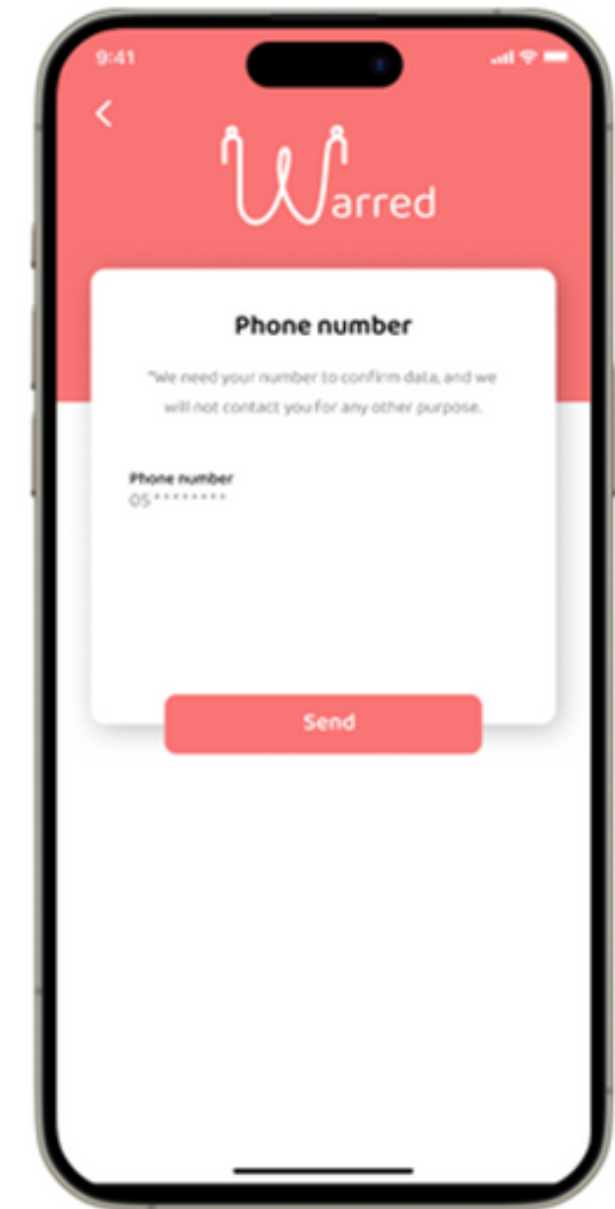 9:41
Warred
Phone number
*We need your number to confirm data, and we
will not contact you for any other purpose.
Phone number
05********
Send